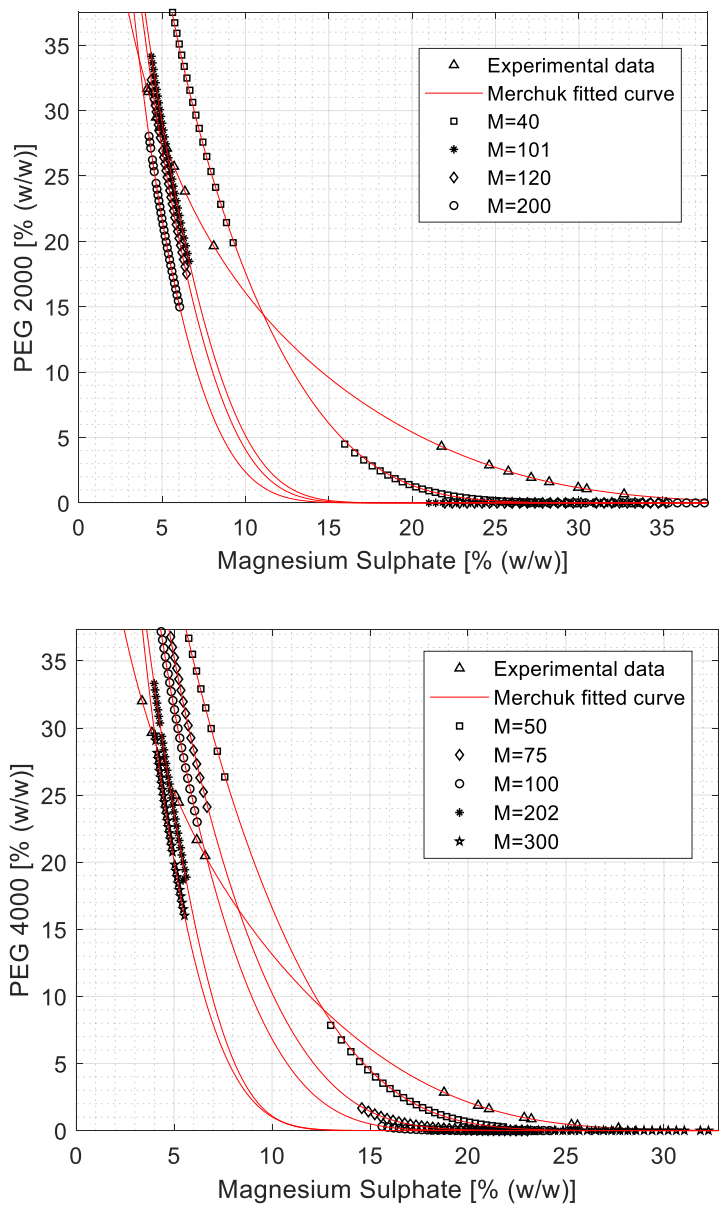 35
30
25
20
15
10
5
0
PEG 2000 [% (w/w)]
Experimental data
Merchuk fitted curve
M=40
M=101
M=120
M=200
0 5 10 15 20 25 30 35
Magnesium Sulphate [% (w/w)]
35
30
25
20
15
10
5
0
PEG 4000 [% (w/w)]
Experimental data
Merchuk fitted curve
M=50
M=75
M=100
M=202
M=300
0 5 10 15 20 25 30
Magnesium Sulphate [% (w/w)]